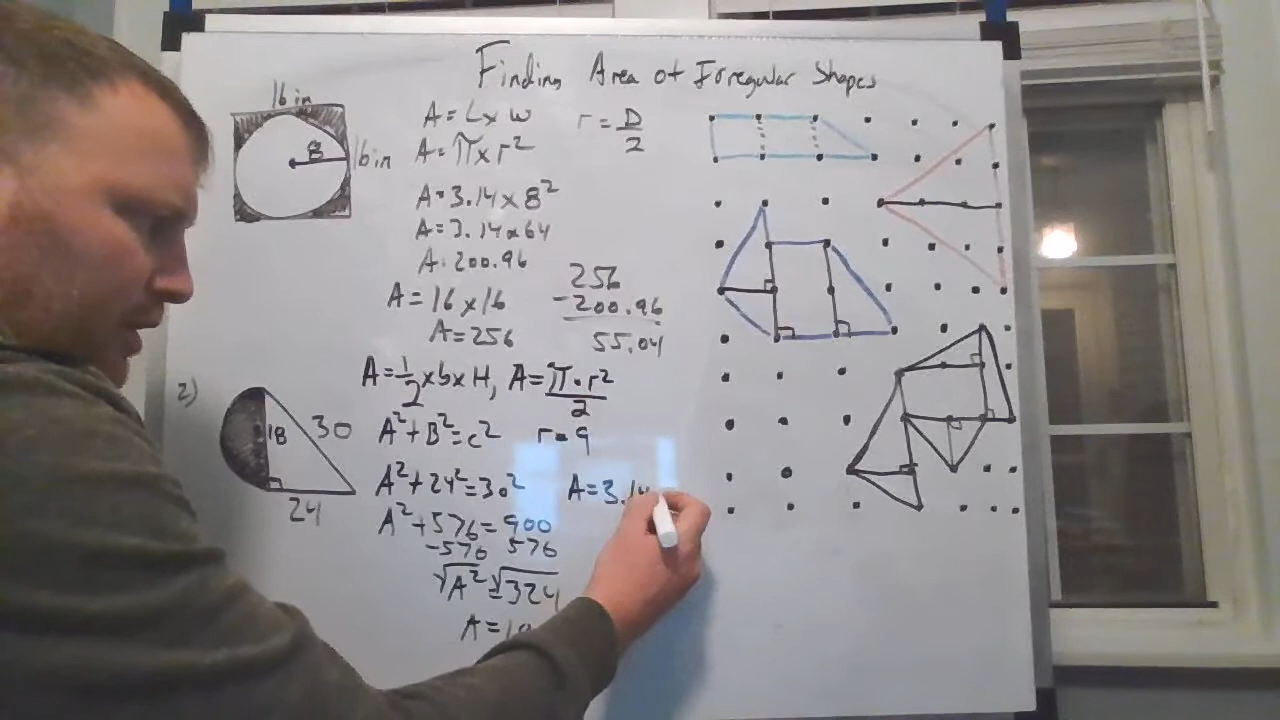 Finding Area of Irregular Shapes
16 in
8
16 in
A = L x W
r = D/2
A = π x r²
A = 3.14 x 8²
A = 3.14 x 64
A = 200.96
A = 16 x 16
A = 256
256
-200.96
55.04
2)
18
30
24
A = 1/2 x b x H, A = π · r²/2
A² + B² = c²
r = 9
A² + 24² = 30²
A = 3.14
A² + 576 = 900
-576 576
√A² = √324
A = 18